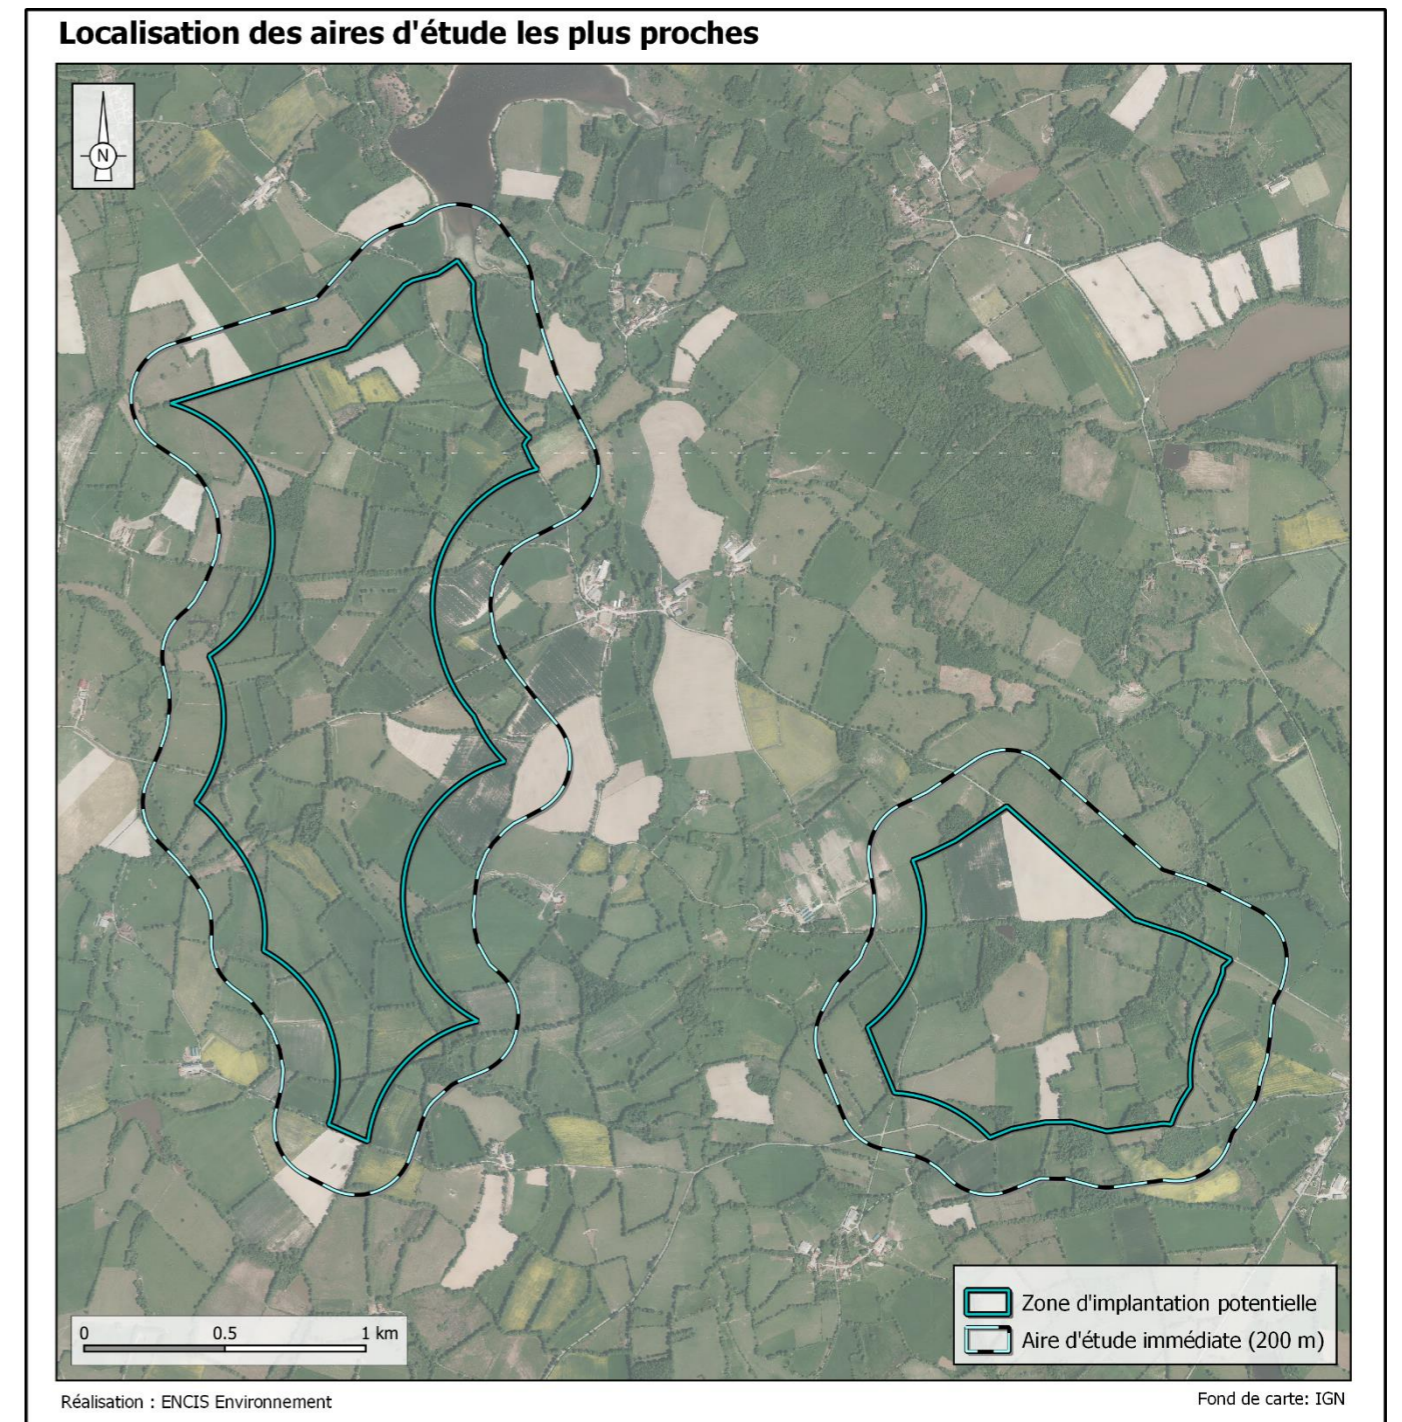 Localisation des aires d'étude les plus proches
N
Zone d'implantation potentielle
Aire d'étude immédiate (200 m)
0 0.5 1 km
Réalisation : ENCIS Environnement
Fond de carte: IGN